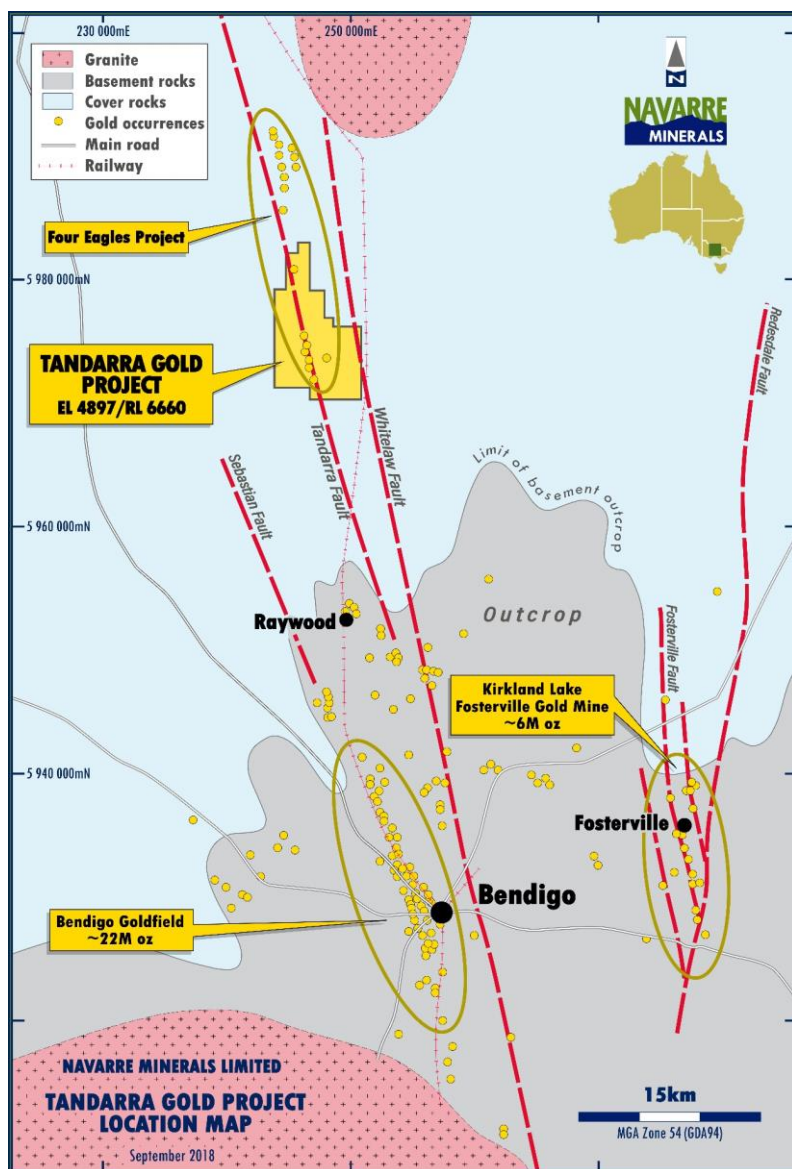 230 000mE
250 000mE
Granite
Basement rocks
Cover rocks
Gold occurrences
Main road
Railway
N
NAVARRE
MINERALS
Four Eagles Project
5 980 000mN
TANDARRA GOLD
PROJECT
EL 4897/RL 6660
Redesdale Fault
Whitelaw Fault
Tandarra Fault
Sebastian Fault
Limit of basement outcrop
5 960 000mN
Raywood
Outcrop
Fosterville Fault
Kirkland Lake
Fosterville Gold Mine
~6M oz
5 940 000mN
Fosterville
Bendigo
Bendigo Goldfield
~22M oz
NAVARRE MINERALS LIMITED
TANDARRA GOLD PROJECT
LOCATION MAP
September 2018
15km
MGA Zone 54 (GDA94)